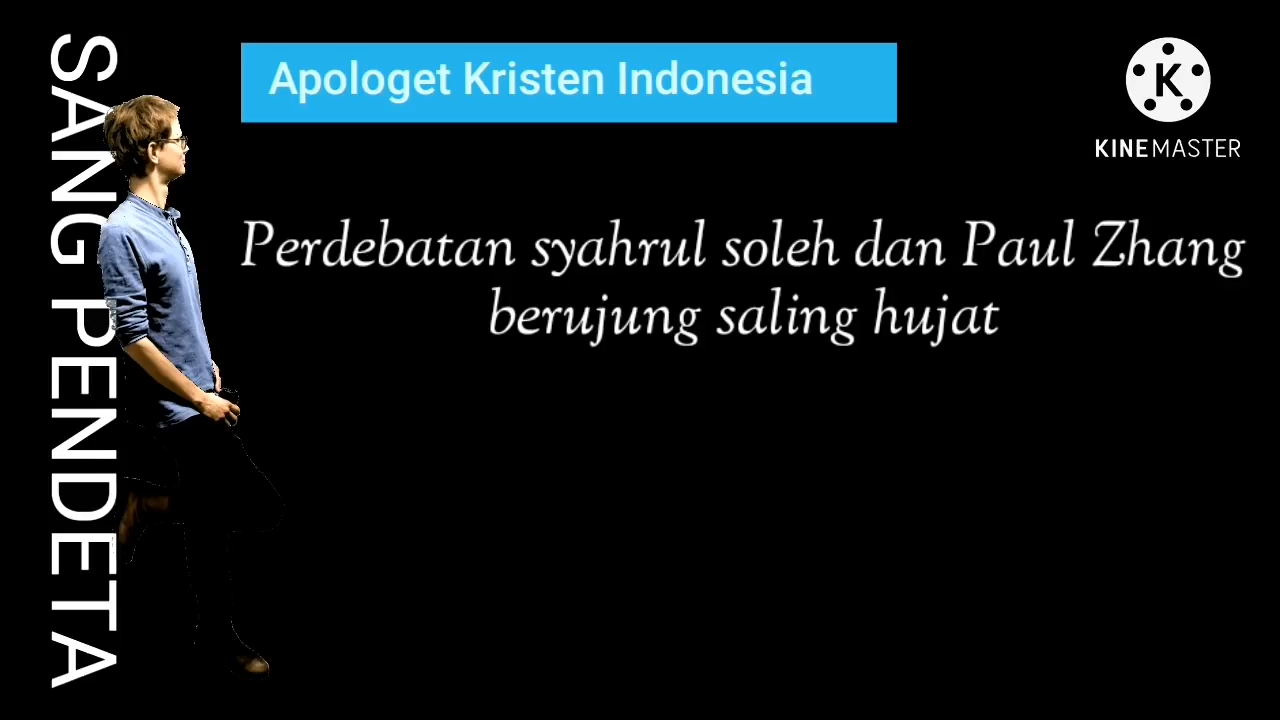 SANG PENDETA
Apologet Kristen Indonesia
K
KINEMASTER
Perdebatan syahrul soleh dan Paul Zhang
berujung saling hujat